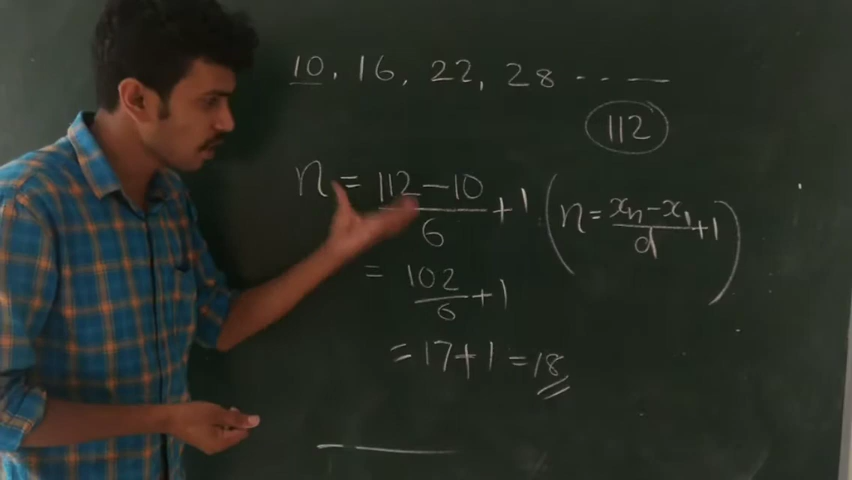 10, 16, 22, 28 ----- 
112
n = 112-10/6 + 1 (n = xn-x1/d + 1)
= 102/6 + 1
= 17+1 = 18